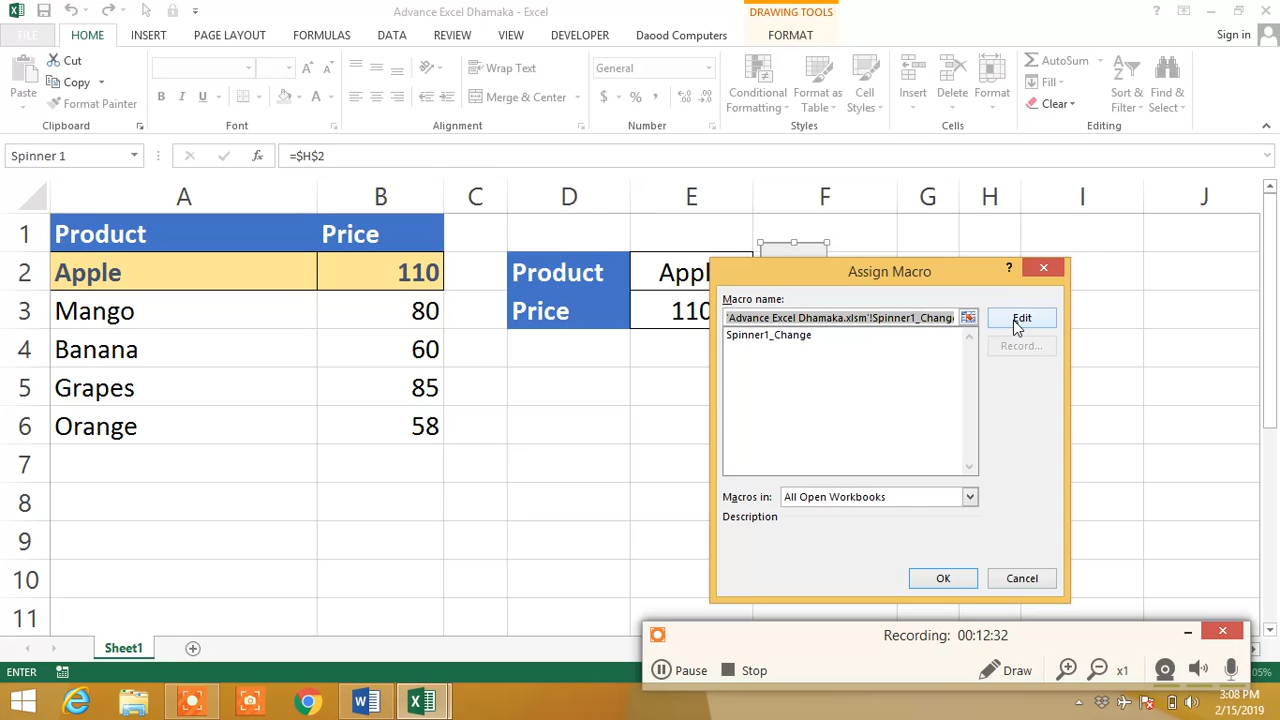 Advance Excel Dhamaka - Excel
DRAWING TOOLS
FILE HOME INSERT PAGE LAYOUT FORMULAS DATA REVIEW VIEW DEVELOPER Daood Computers FORMAT Sign in
Cut
Copy
Format Painter
Paste
Clipboard
B I U
A A
Font
Wrap Text
Merge & Center
Alignment
General
$ % ,
Number
Conditional Formatting
Format as Table
Cell Styles
Styles
Insert Delete Format
Cells
AutoSum
Fill
Clear
Sort & Filter
Find & Select
Editing
Spinner 1 fx =$H$2
A B C D E F G H I J
1 Product Price
2 Apple 110 Product Appl
3 Mango 80 Price 110
4 Banana 60
5 Grapes 85
6 Orange 58
7
8
9
10
11
Assign Macro
Macro name:
'Advance Excel Dhamaka.xlsm'!Spinner1_Chang
Edit
Spinner1_Change
Record...
Macros in: All Open Workbooks
Description
OK Cancel
Sheet1
Recording: 00:12:32
Pause Stop Draw x1
ENTER
05%
3:08 PM
2/15/2019